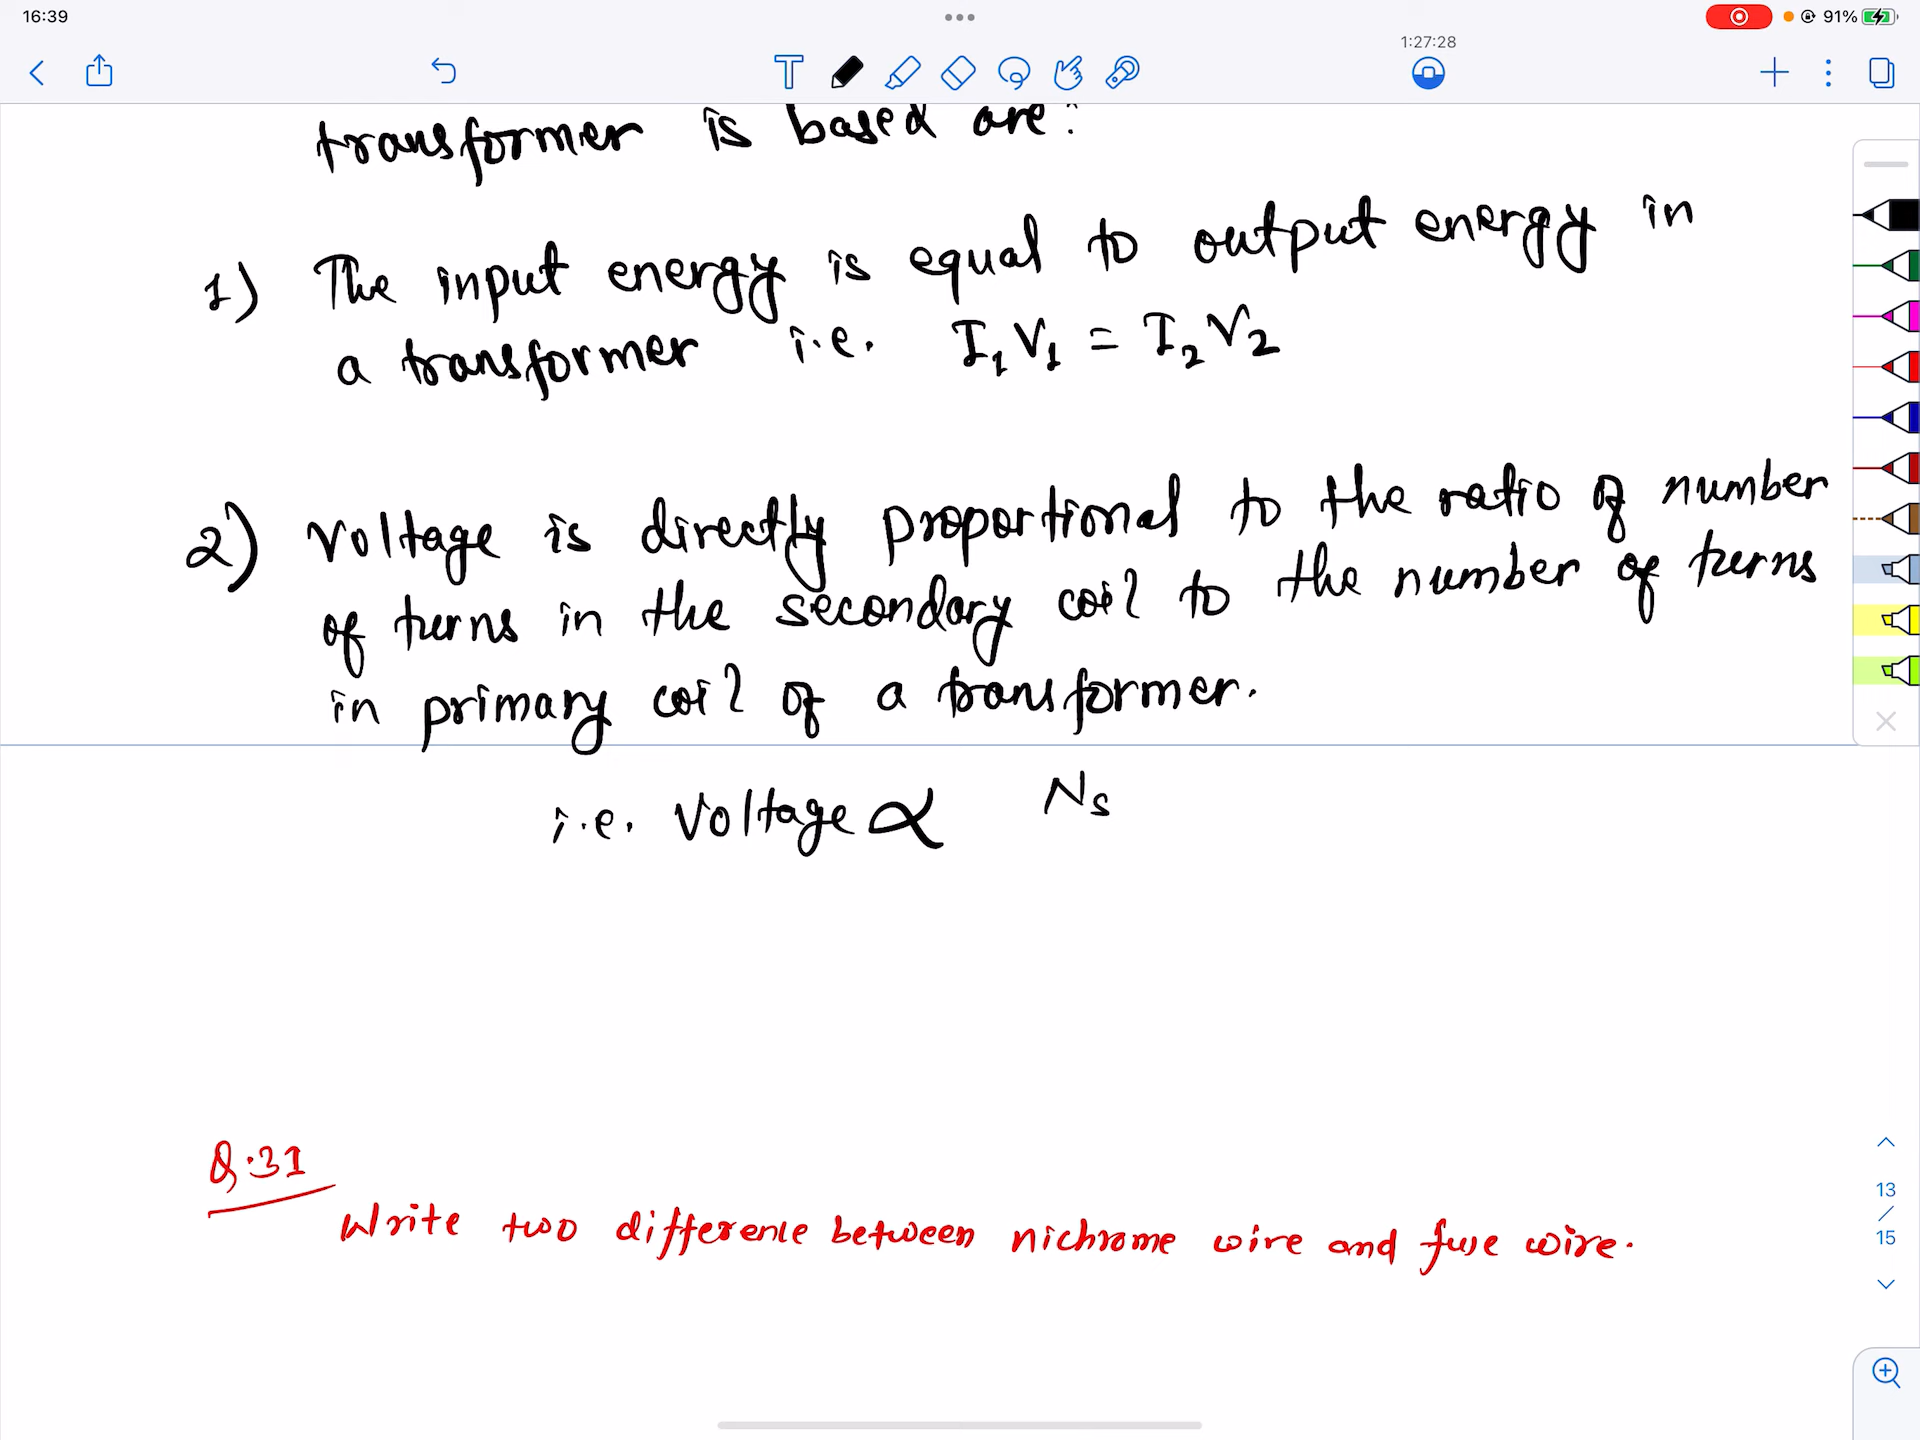 16:39
91%
1:27:28
transformer is based are:
1) The input energy is equal to output energy in
a transformer i.e. I₁V₁ = I₂V₂
2) Voltage is directly proportional to the ratio of number
of turns in the secondary coil to the number of turns
in primary coil of a transformer.
i.e. Voltage ∝ Ns
Q.31
Write two difference between nichrome wire and fuse wire.
13
/
15